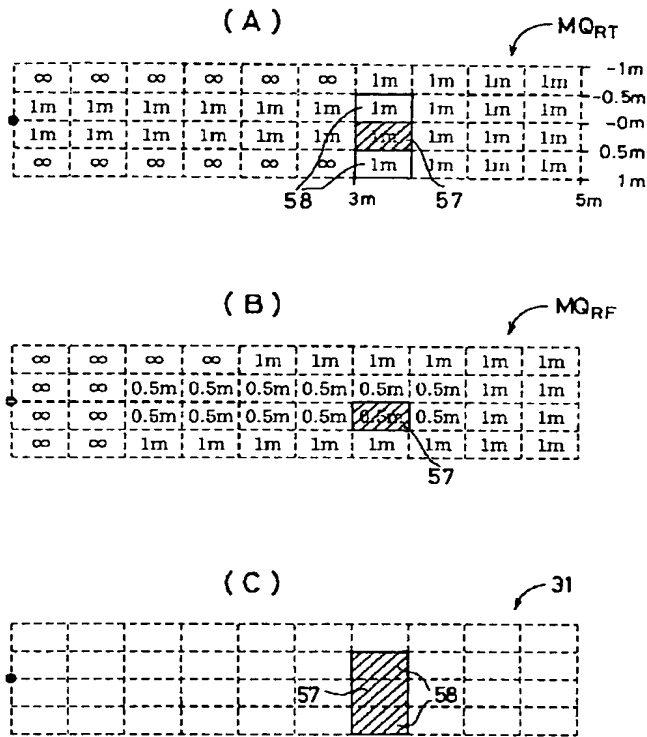 (A)
MQRT
∞ ∞ ∞ ∞ ∞ ∞ 1m 1m 1m 1m
-1m
1m 1m 1m 1m 1m 1m 1m 1m 1m 1m
-0.5m
-0m
1m 1m 1m 1m 1m 1m 1m 1m 1m 1m
0.5m
∞ ∞ ∞ ∞ ∞ ∞ 1m 1m 1m 1m
1m
58 3m 57 5m
(B)
MQRF
∞ ∞ ∞ ∞ 1m 1m 1m 1m 1m 1m
∞ ∞ 0.5m 0.5m 0.5m 0.5m 0.5m 0.5m 1m 1m
∞ ∞ 0.5m 0.5m 0.5m 0.5m 0.5m 0.5m 1m 1m
∞ ∞ 1m 1m 1m 1m 1m 1m 1m 1m
57
(C)
31
57 58